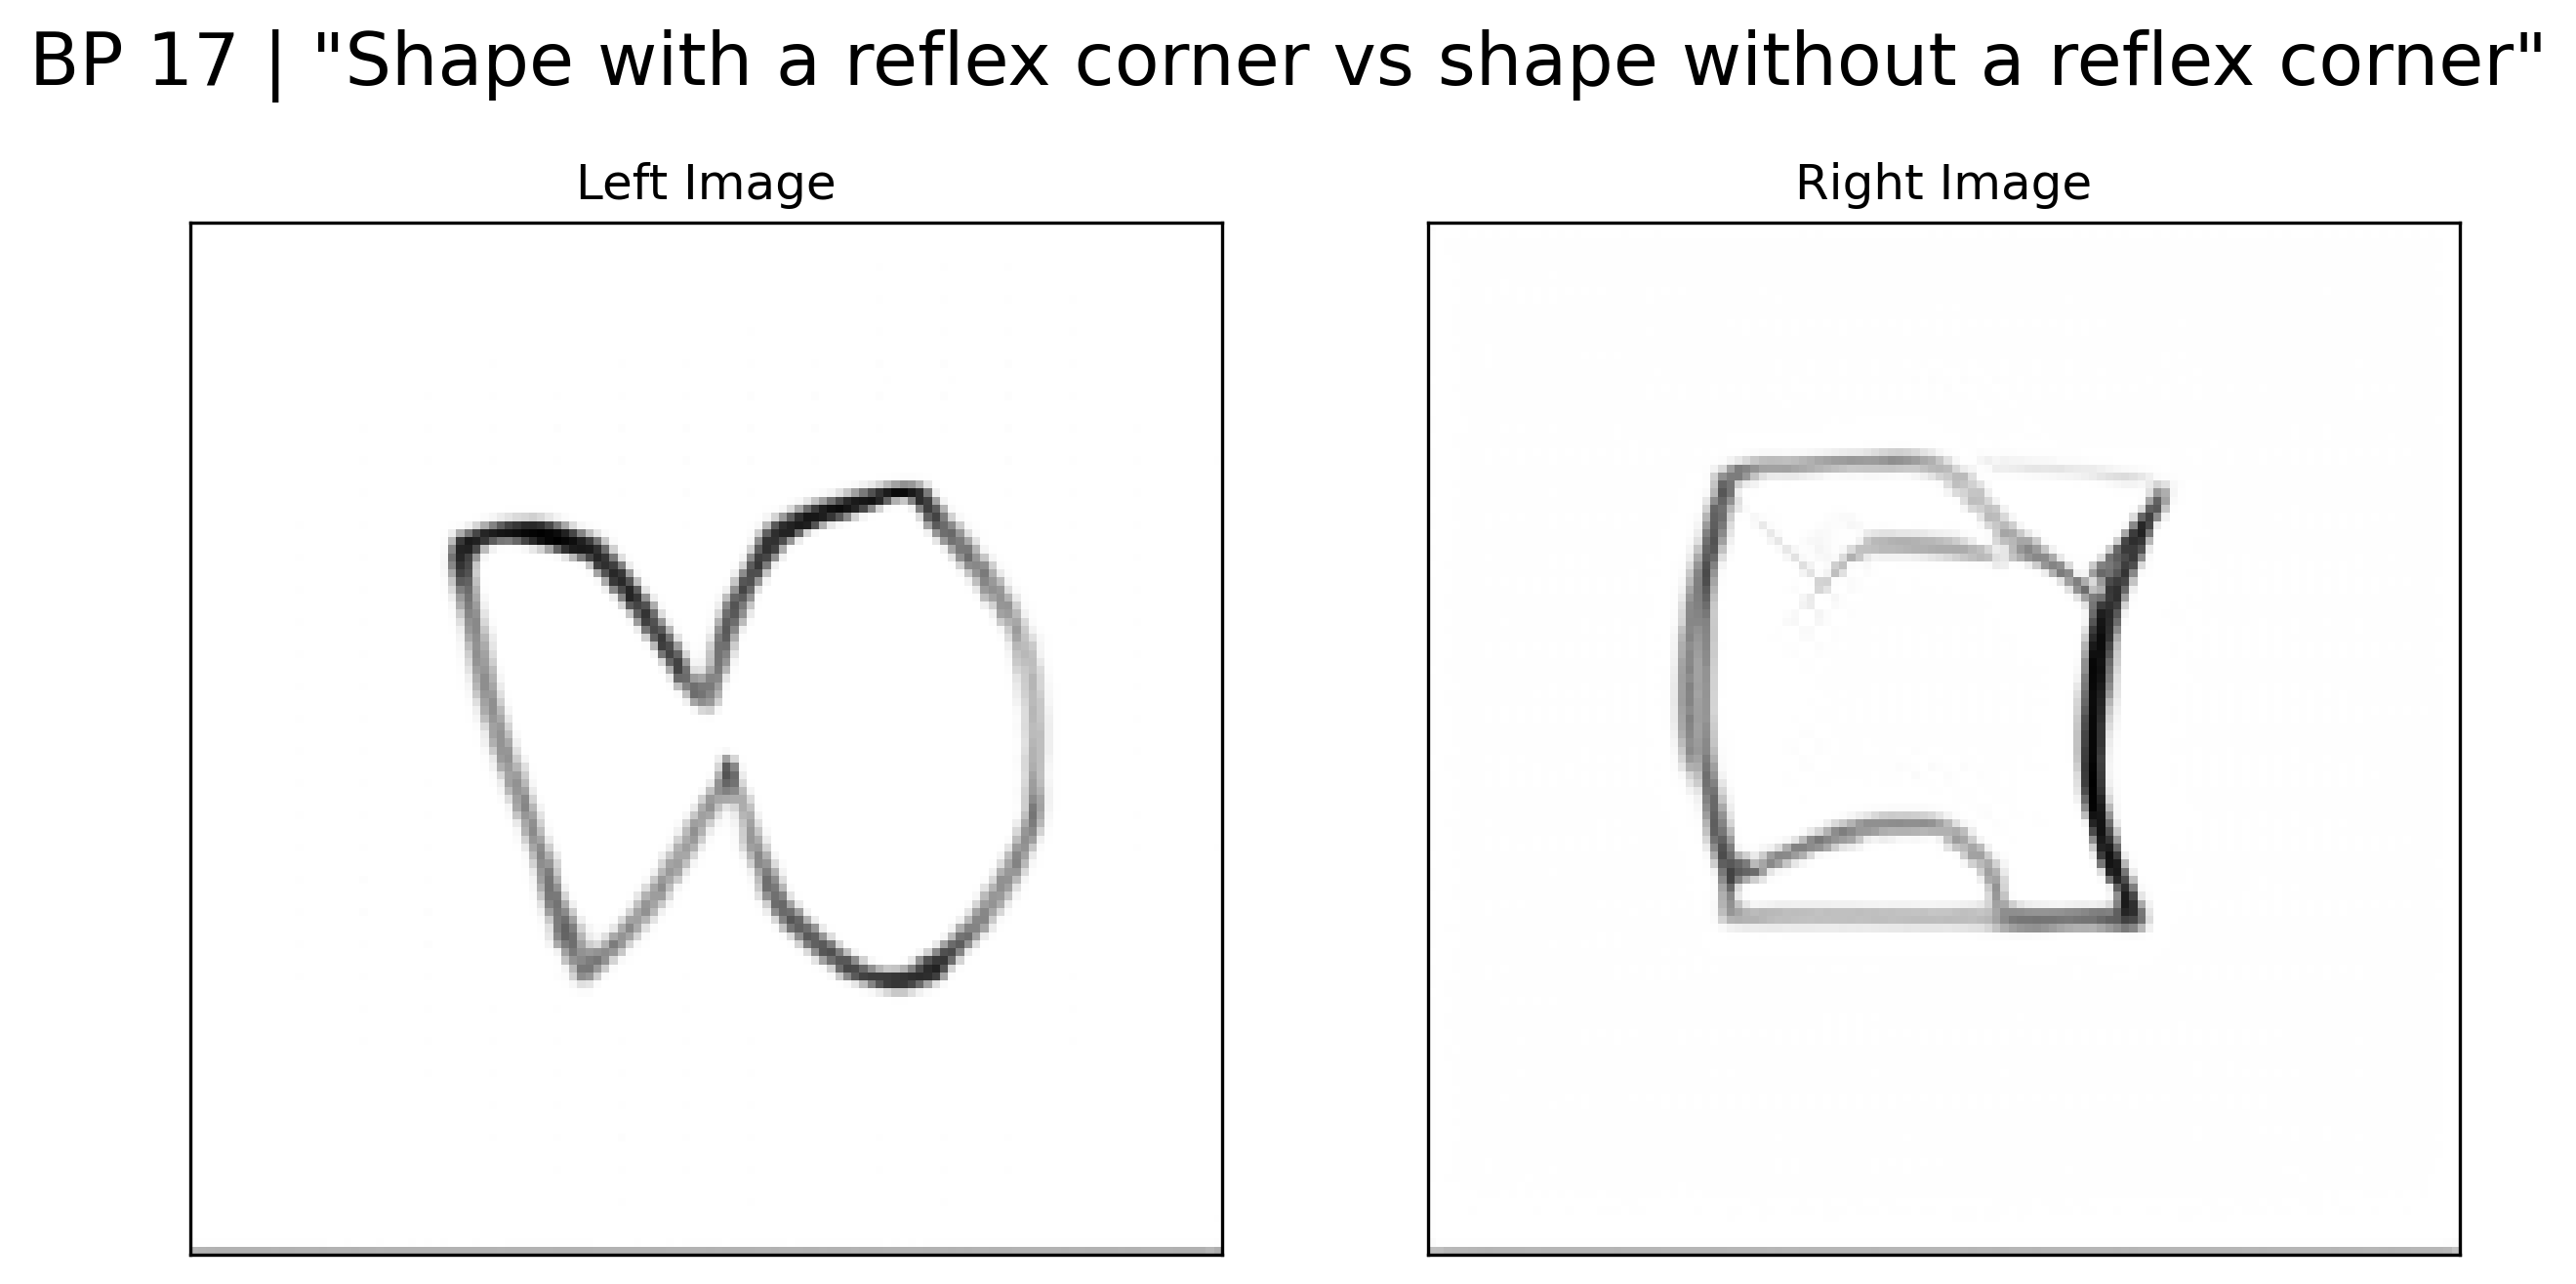 BP 17 | "Shape with a reflex corner vs shape without a reflex corner"
Left Image
Right Image